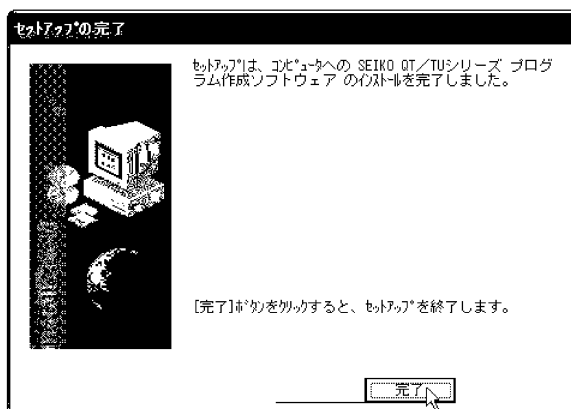 ｾｯﾄｱｯﾌﾟの完了
ｾｯﾄｱｯﾌﾟは、ｺﾝﾋﾟｭｰﾀへの SEIKO QT／TUシリーズ プログ
ラム作成ソフトウェア のｲﾝｽﾄｰﾙを完了しました。
[完了]ﾎﾞﾀﾝをｸﾘｯｸすると、ｾｯﾄｱｯﾌﾟを終了します。
完了